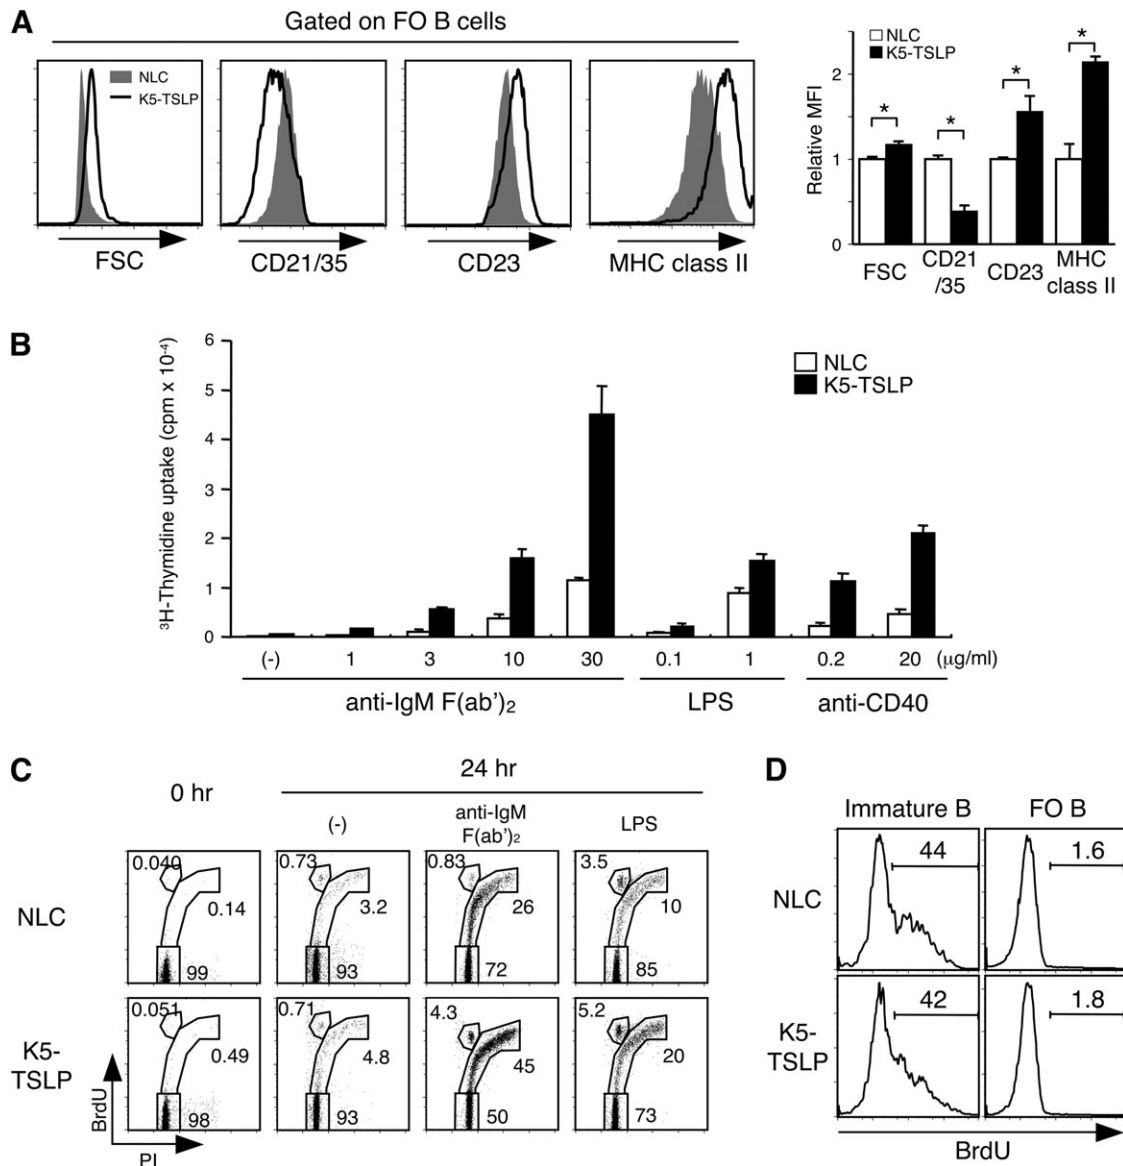 A
Gated on FO B cells
NLC
K5-TSLP
FSC
CD21/35
CD23
MHC class II
NLC
K5-TSLP
Relative MFI
2
1
0
*
*
*
*
FSC
CD21
/35
CD23
MHC
class II
B
³H-Thymidine uptake (cpm x 10⁻⁴)
6
5
4
3
2
1
0
NLC
K5-TSLP
(-) 1 3 10 30 0.1 1 0.2 20 (μg/ml)
anti-IgM F(ab')₂ LPS anti-CD40
C
0 hr
24 hr
(-)
anti-IgM
F(ab')₂
LPS
NLC
0.040 0.14 99
0.73 3.2 93
0.83 26 72
3.5 10 85
K5-
TSLP
0.051 0.49 98
0.71 4.8 93
4.3 45 50
5.2 20 73
BrdU
PI
D
Immature B FO B
NLC
44 1.6
K5-
TSLP
42 1.8
BrdU